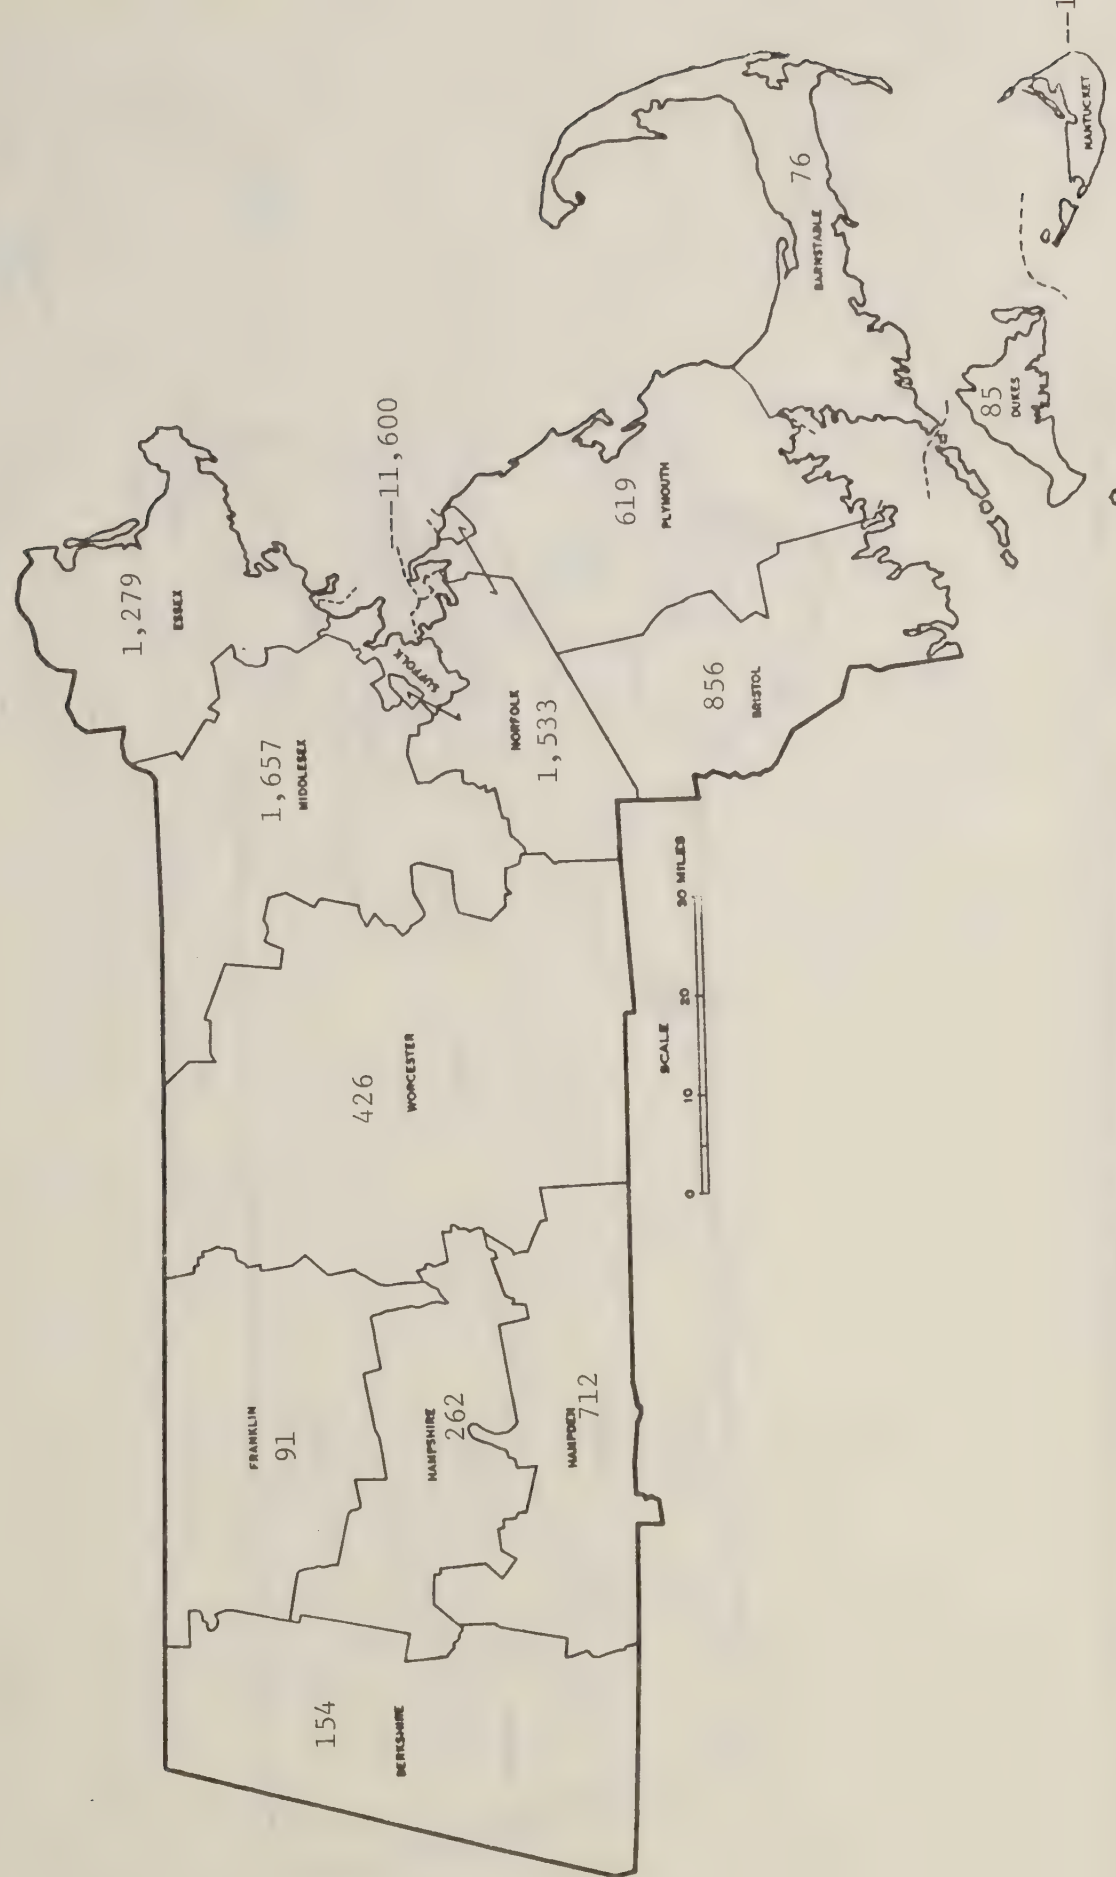 1,279
ESSEX
1,657
MIDDLESEX
----11,600
SUFFOLK
NORFOLK
1,533
619
PLYMOUTH
856
BRISTOL
76
BARNSTABLE
85
DUKES
NANTUCKET
426
WORCESTER
FRANKLIN
91
HAMPSHIRE
262
HAMPDEN
712
154
BERKSHIRE
SCALE
0 10 20 30 MILES